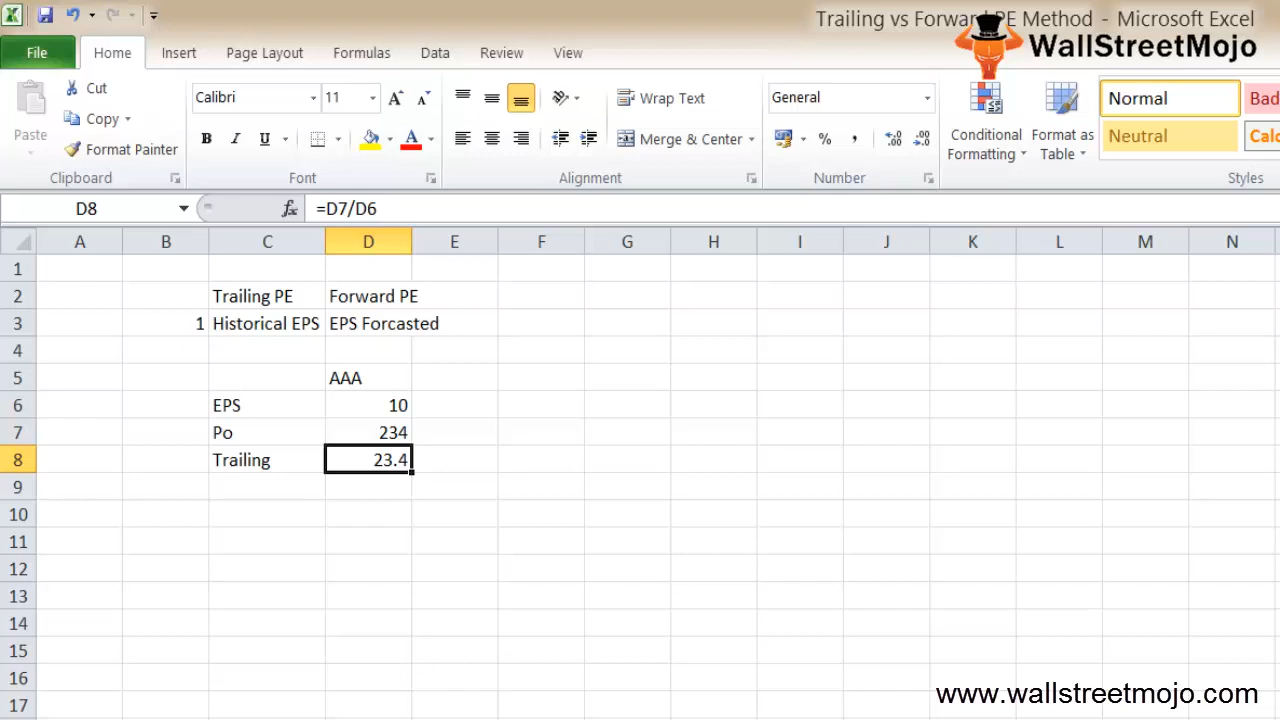 Trailing vs Forward PE Method - Microsoft Excel
WallStreetMojo
File Home Insert Page Layout Formulas Data Review View
Paste
Cut
Copy
Format Painter
Clipboard
Calibri 11
B I U A
Font
Wrap Text
Merge & Center
Alignment
General
%
Number
Conditional
Formatting
Format as
Table
Normal Bad
Neutral Calc
Styles
D8 fx =D7/D6
A B C D E F G H I J K L M N
1
2 Trailing PE Forward PE
3 1 Historical EPS EPS Forcasted
4
5 AAA
6 EPS 10
7 Po 234
8 Trailing 23.4
9
10
11
12
13
14
15
16
17
www.wallstreetmojo.com